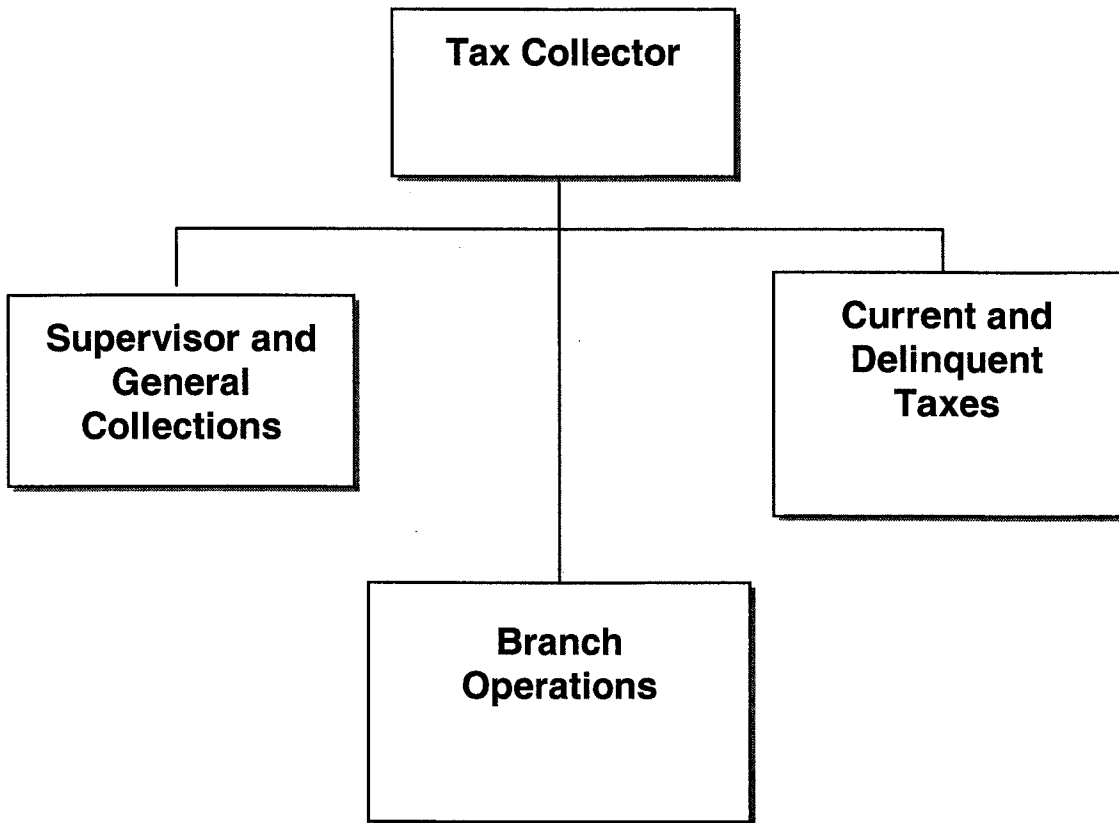 Tax Collector
Supervisor and
General
Collections
Current and
Delinquent
Taxes
Branch
Operations